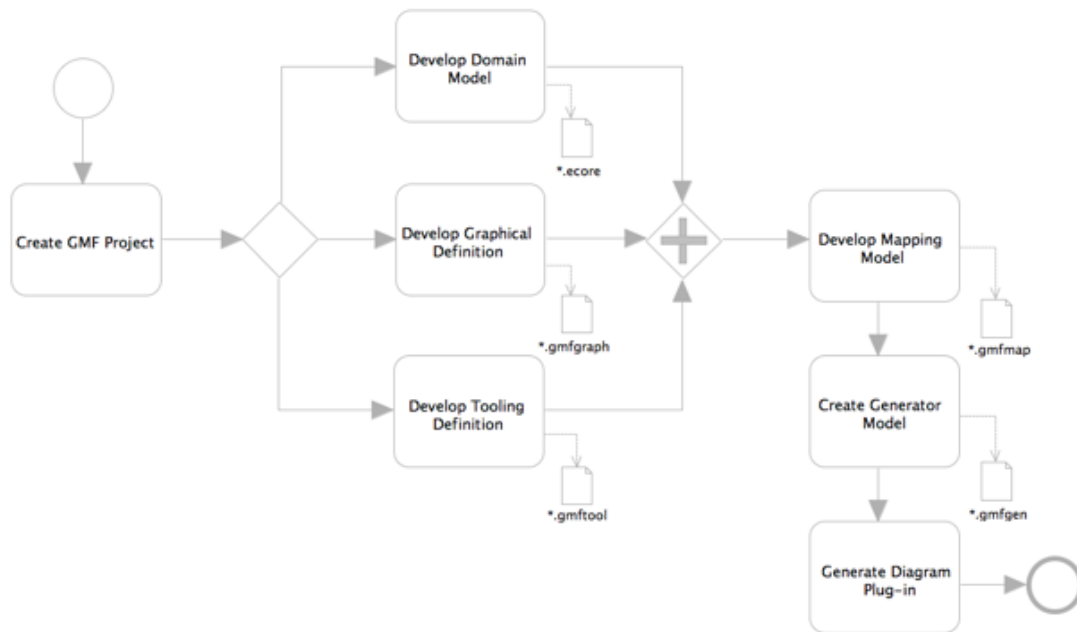 Develop Domain
Model
*.ecore
Create GMF Project
Develop Graphical
Definition
*.gmfgraph
Develop Tooling
Definition
*.gmftool
Develop Mapping
Model
*.gmfmap
Create Generator
Model
*.gmfgen
Generate Diagram
Plug-in